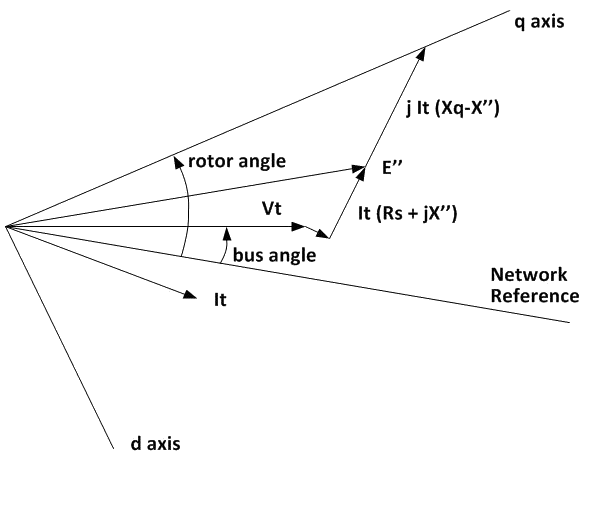 q axis
j It (Xq-X’’)
rotor angle
E’’
Vt
It (Rs + jX’’)
bus angle
Network
Reference
It
d axis